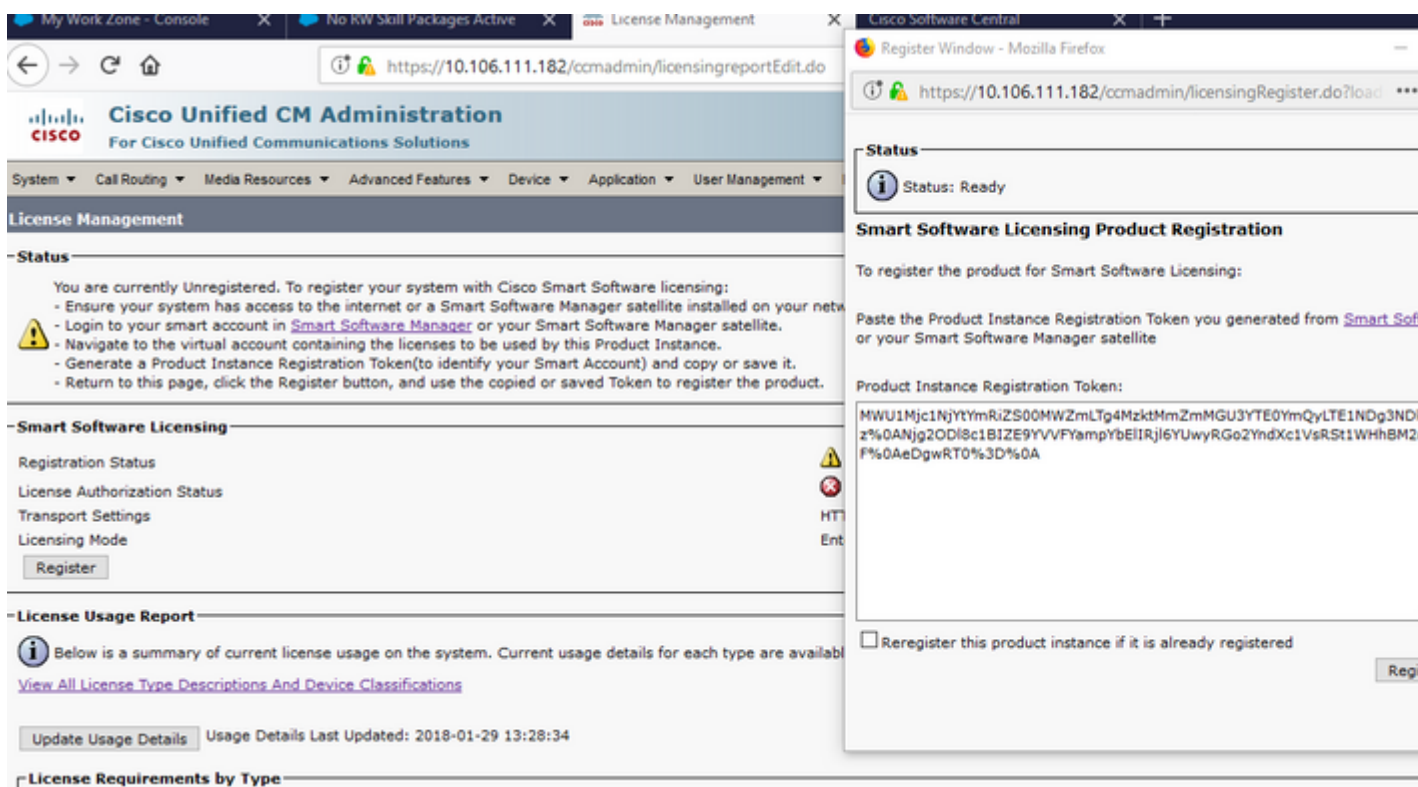 My Work Zone - Console
No RW Skill Packages Active
License Management
Cisco Software Central
https://10.106.111.182/ccmadmin/licensingreportEdit.do
CISCO
Cisco Unified CM Administration
For Cisco Unified Communications Solutions
System
Call Routing
Media Resources
Advanced Features
Device
Application
User Management
License Management
Status
You are currently Unregistered. To register your system with Cisco Smart Software licensing:
- Ensure your system has access to the internet or a Smart Software Manager satellite installed on your netw
- Login to your smart account in Smart Software Manager or your Smart Software Manager satellite.
- Navigate to the virtual account containing the licenses to be used by this Product Instance.
- Generate a Product Instance Registration Token(to identify your Smart Account) and copy or save it.
- Return to this page, click the Register button, and use the copied or saved Token to register the product.
Smart Software Licensing
Registration Status
License Authorization Status
Transport Settings
HTT
Licensing Mode
Ent
Register
License Usage Report
Below is a summary of current license usage on the system. Current usage details for each type are availabl
View All License Type Descriptions And Device Classifications
Update Usage Details
Usage Details Last Updated: 2018-01-29 13:28:34
License Requirements by Type
Register Window - Mozilla Firefox
https://10.106.111.182/ccmadmin/licensingRegister.do?load
Status
Status: Ready
Smart Software Licensing Product Registration
To register the product for Smart Software Licensing:
Paste the Product Instance Registration Token you generated from Smart Sof
or your Smart Software Manager satellite
Product Instance Registration Token:
F%0AeDgwRT0%3D%0A
Reregister this product instance if it is already registered
Regi